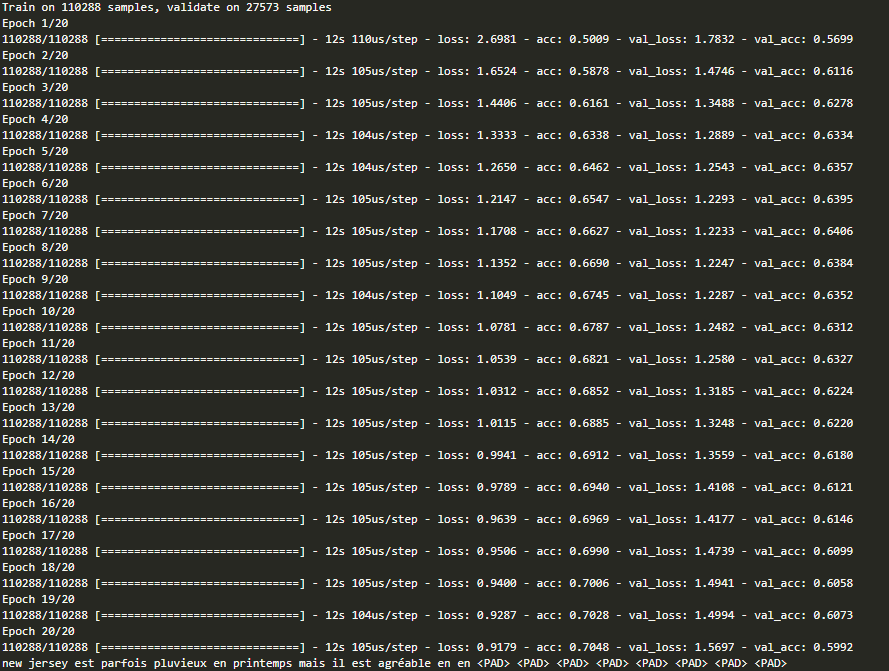 Train on 110288 samples, validate on 27573 samples
Epoch 1/20
110288/110288 [==============================] - 12s 110us/step - loss: 2.6981 - acc: 0.5009 - val_loss: 1.7832 - val_acc: 0.5699
Epoch 2/20
110288/110288 [==============================] - 12s 105us/step - loss: 1.6524 - acc: 0.5878 - val_loss: 1.4746 - val_acc: 0.6116
Epoch 3/20
110288/110288 [==============================] - 12s 105us/step - loss: 1.4406 - acc: 0.6161 - val_loss: 1.3488 - val_acc: 0.6278
Epoch 4/20
110288/110288 [==============================] - 12s 104us/step - loss: 1.3333 - acc: 0.6338 - val_loss: 1.2889 - val_acc: 0.6334
Epoch 5/20
110288/110288 [==============================] - 12s 104us/step - loss: 1.2650 - acc: 0.6462 - val_loss: 1.2543 - val_acc: 0.6357
Epoch 6/20
110288/110288 [==============================] - 12s 105us/step - loss: 1.2147 - acc: 0.6547 - val_loss: 1.2293 - val_acc: 0.6395
Epoch 7/20
110288/110288 [==============================] - 12s 105us/step - loss: 1.1708 - acc: 0.6627 - val_loss: 1.2233 - val_acc: 0.6406
Epoch 8/20
110288/110288 [==============================] - 12s 105us/step - loss: 1.1352 - acc: 0.6690 - val_loss: 1.2247 - val_acc: 0.6384
Epoch 9/20
110288/110288 [==============================] - 12s 104us/step - loss: 1.1049 - acc: 0.6745 - val_loss: 1.2287 - val_acc: 0.6352
Epoch 10/20
110288/110288 [==============================] - 12s 105us/step - loss: 1.0781 - acc: 0.6787 - val_loss: 1.2482 - val_acc: 0.6312
Epoch 11/20
110288/110288 [==============================] - 12s 105us/step - loss: 1.0539 - acc: 0.6821 - val_loss: 1.2580 - val_acc: 0.6327
Epoch 12/20
110288/110288 [==============================] - 12s 105us/step - loss: 1.0312 - acc: 0.6852 - val_loss: 1.3185 - val_acc: 0.6224
Epoch 13/20
110288/110288 [==============================] - 12s 105us/step - loss: 1.0115 - acc: 0.6885 - val_loss: 1.3248 - val_acc: 0.6220
Epoch 14/20
110288/110288 [==============================] - 12s 105us/step - loss: 0.9941 - acc: 0.6912 - val_loss: 1.3559 - val_acc: 0.6180
Epoch 15/20
110288/110288 [==============================] - 12s 105us/step - loss: 0.9789 - acc: 0.6940 - val_loss: 1.4108 - val_acc: 0.6121
Epoch 16/20
110288/110288 [==============================] - 12s 105us/step - loss: 0.9639 - acc: 0.6969 - val_loss: 1.4177 - val_acc: 0.6146
Epoch 17/20
110288/110288 [==============================] - 12s 105us/step - loss: 0.9506 - acc: 0.6990 - val_loss: 1.4739 - val_acc: 0.6099
Epoch 18/20
110288/110288 [==============================] - 12s 105us/step - loss: 0.9400 - acc: 0.7006 - val_loss: 1.4941 - val_acc: 0.6058
Epoch 19/20
110288/110288 [==============================] - 12s 104us/step - loss: 0.9287 - acc: 0.7028 - val_loss: 1.4994 - val_acc: 0.6073
Epoch 20/20
110288/110288 [==============================] - 12s 105us/step - loss: 0.9179 - acc: 0.7048 - val_loss: 1.5697 - val_acc: 0.5992
new jersey est parfois pluvieux en printemps mais il est agréable en en <PAD> <PAD> <PAD> <PAD> <PAD> <PAD> <PAD> <PAD>